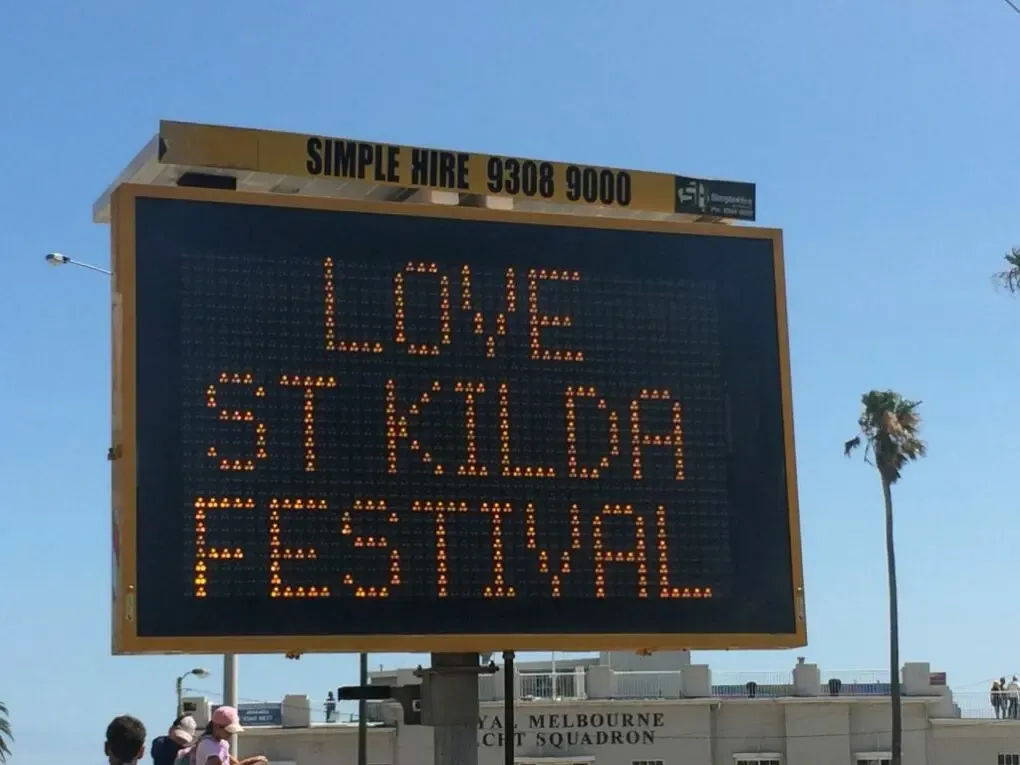 SIMPLE HIRE 9308 9000
LOVE
ST KILDA
FESTIVAL
YAL MELBOURNE
CHT SQUADRON